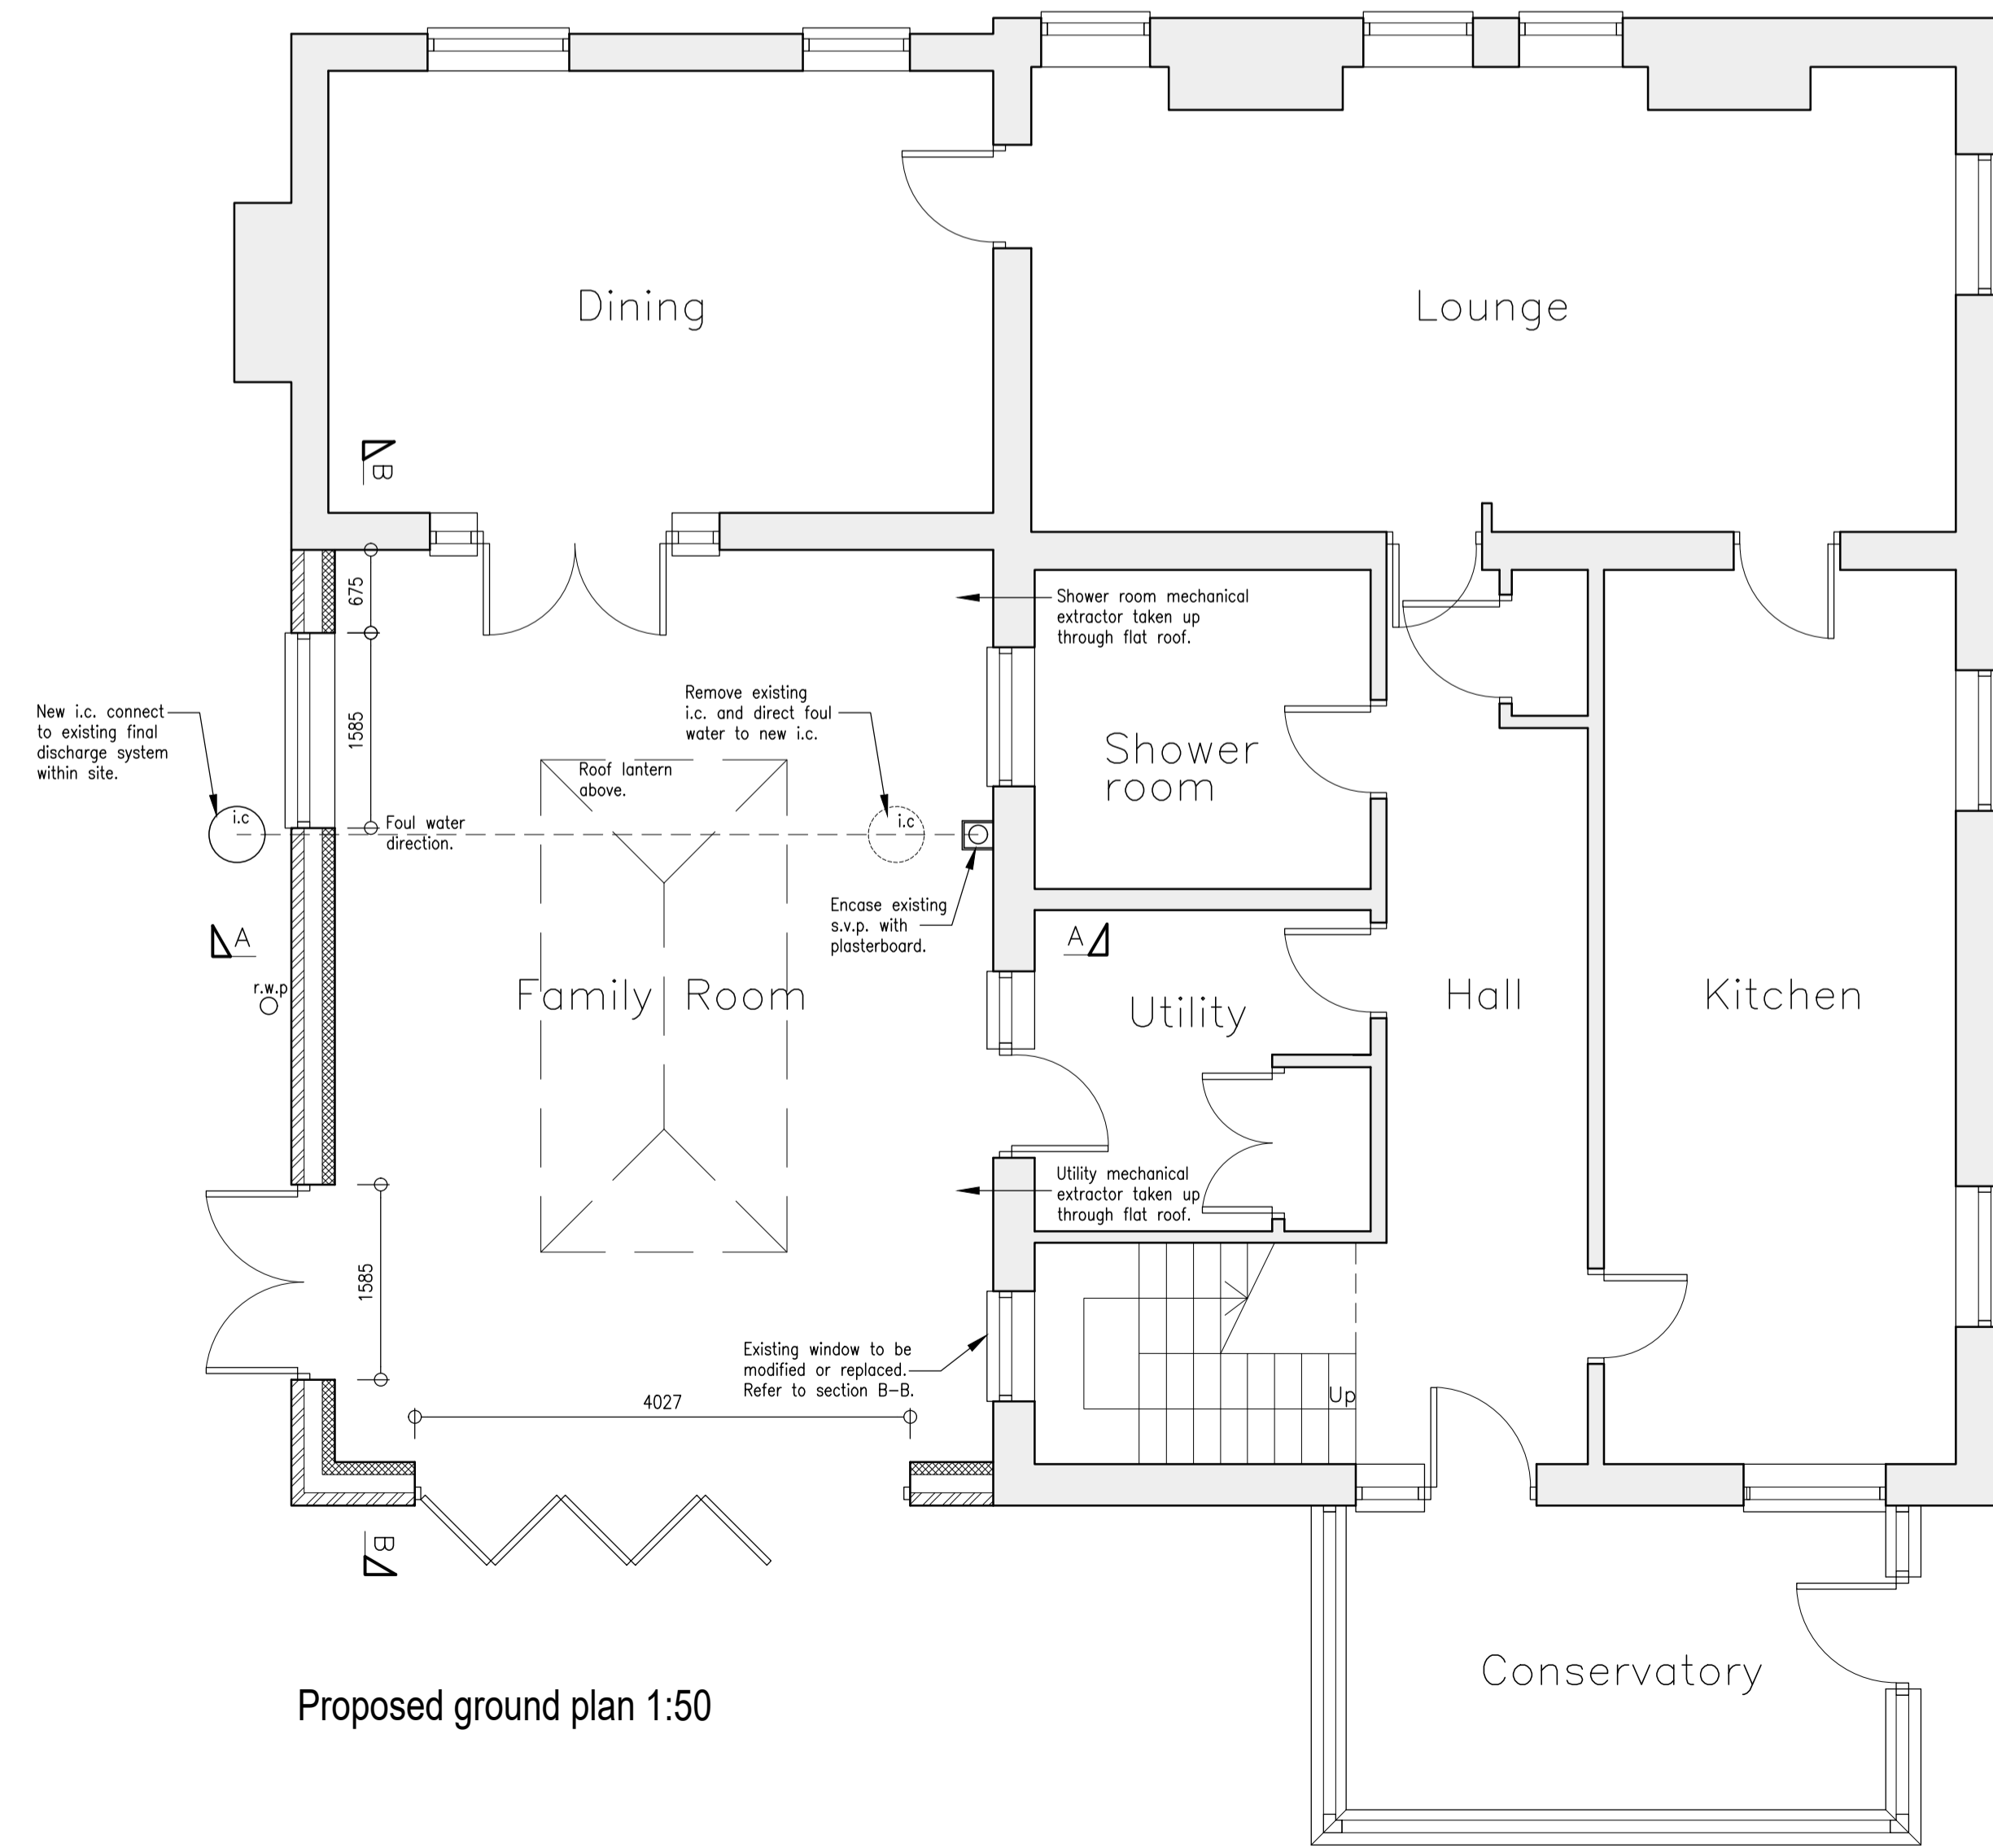 Dining
Lounge
B
675
Shower room mechanical
extractor taken up
through flat roof.
New i.c. connect
to existing final
discharge system
within site.
1585
Remove existing
i.c. and direct foul
water to new i.c.
Shower
room
Roof lantern
above.
i.c
Foul water
direction.
i.c
Encase existing
s.v.p. with
plasterboard.
A
A
r.w.p
Family Room
Utility
Hall
Kitchen
Utility mechanical
extractor taken up
through flat roof.
1585
Existing window to be
modified or replaced.
Refer to section B-B.
4027
Up
B
Conservatory
Proposed ground plan 1:50